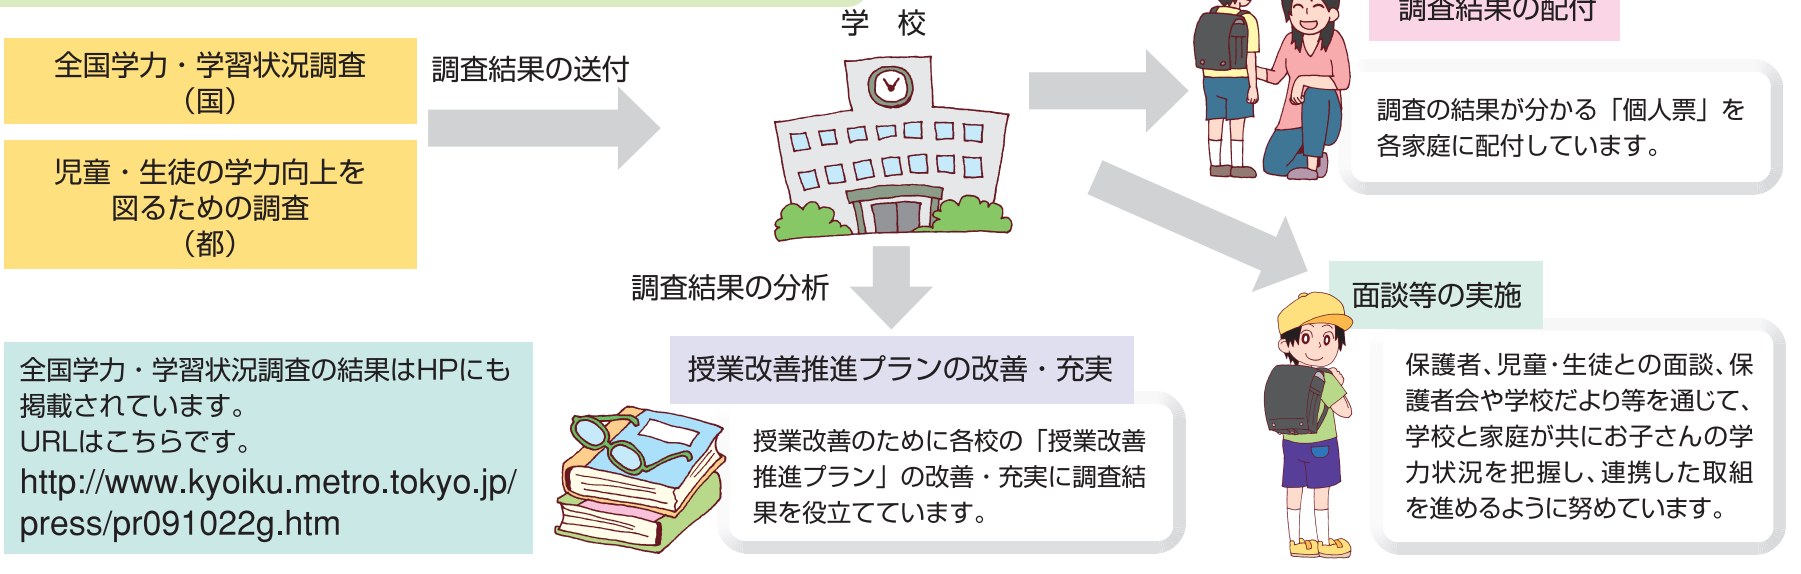 学 校
調査結果の配付
全国学力・学習状況調査
（国）
調査結果の送付
調査の結果が分かる「個人票」を
各家庭に配付しています。
児童・生徒の学力向上を
図るための調査
（都）
調査結果の分析
面談等の実施
保護者、児童・生徒との面談、保
護者会や学校だより等を通じて、
学校と家庭が共にお子さんの学
力状況を把握し、連携した取組
を進めるように努めています。
授業改善推進プランの改善・充実
授業改善のために各校の「授業改善
推進プラン」の改善・充実に調査結
果を役立てています。
全国学力・学習状況調査の結果はHPにも
掲載されています。
URLはこちらです。
http://www.kyoiku.metro.tokyo.jp/
press/pr091022g.htm